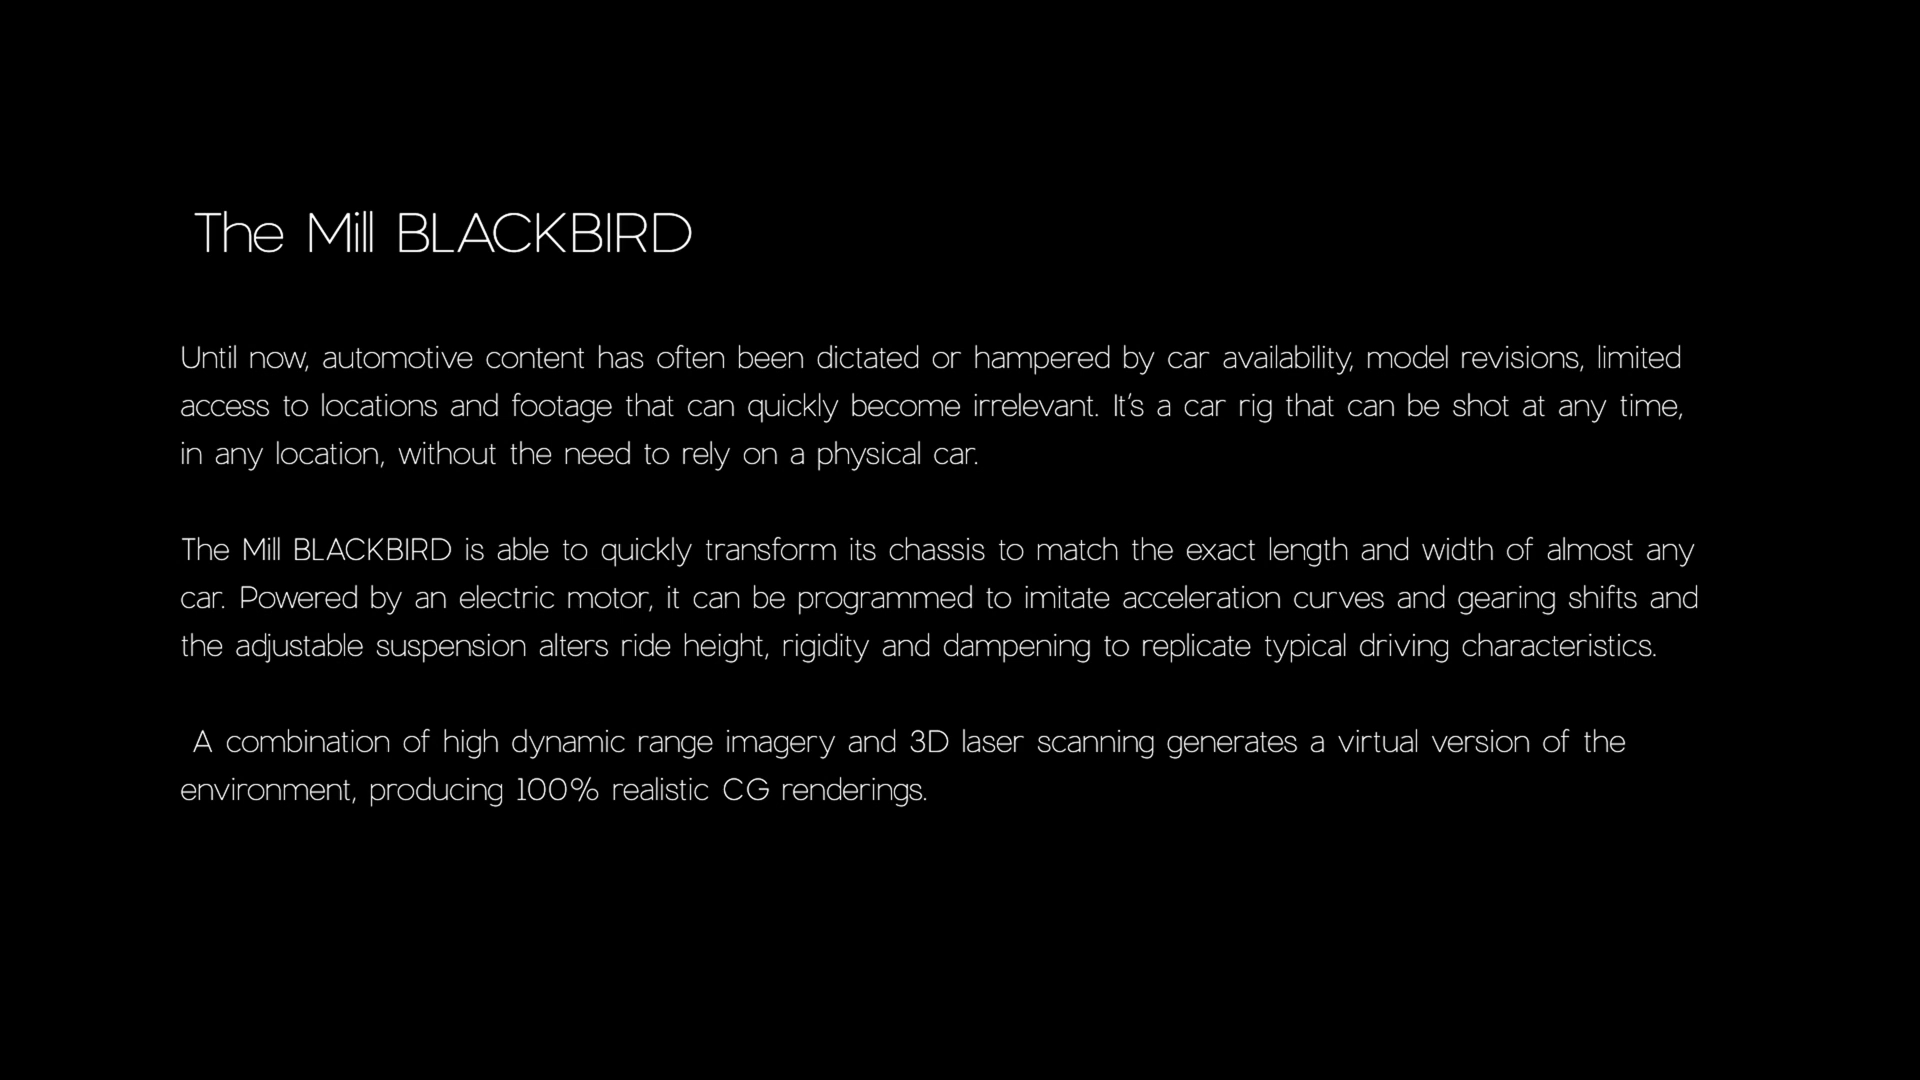 The Mill BLACKBIRD
Until now, automotive content has often been dictated or hampered by car availability, model revisions, limited
access to locations and footage that can quickly become irrelevant. It's a car rig that can be shot at any time,
in any location, without the need to rely on a physical car.
The Mill BLACKBIRD is able to quickly transform its chassis to match the exact length and width of almost any
car. Powered by an electric motor, it can be programmed to imitate acceleration curves and gearing shifts and
the adjustable suspension alters ride height, rigidity and dampening to replicate typical driving characteristics.
A combination of high dynamic range imagery and 3D laser scanning generates a virtual version of the
environment, producing 100% realistic CG renderings.